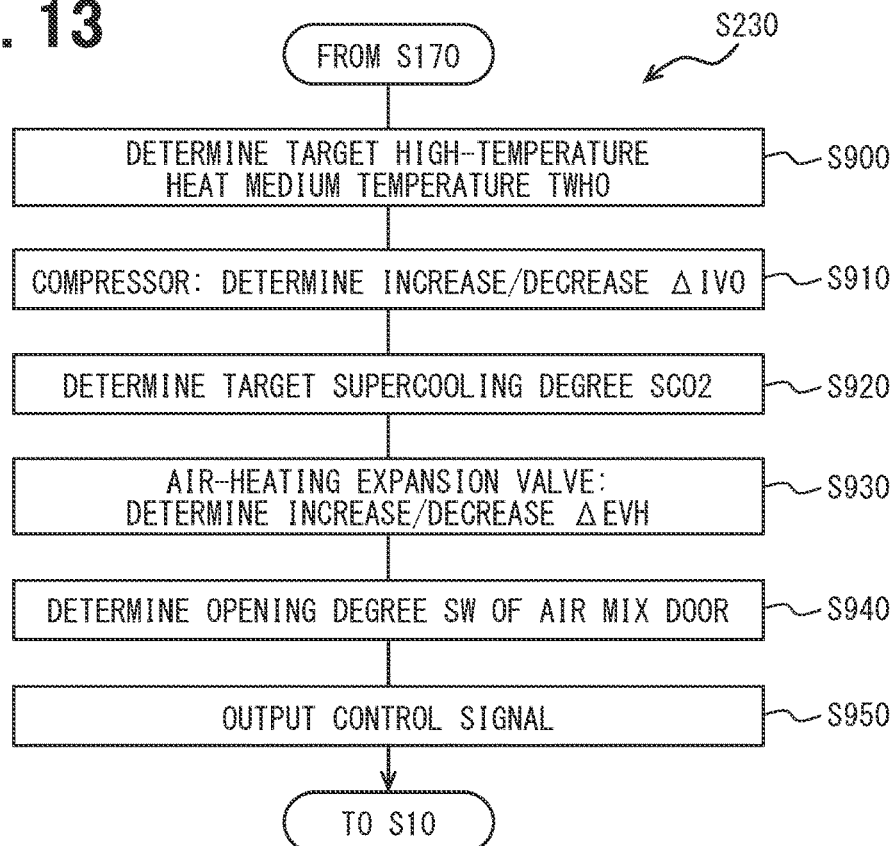 . 13
S230
FROM S170
DETERMINE TARGET HIGH-TEMPERATURE
HEAT MEDIUM TEMPERATURE TWHO
S900
COMPRESSOR: DETERMINE INCREASE/DECREASE ΔIVO
S910
DETERMINE TARGET SUPERCOOLING DEGREE SCO2
S920
AIR-HEATING EXPANSION VALVE:
DETERMINE INCREASE/DECREASE ΔEVH
S930
DETERMINE OPENING DEGREE SW OF AIR MIX DOOR
S940
OUTPUT CONTROL SIGNAL
S950
TO S10